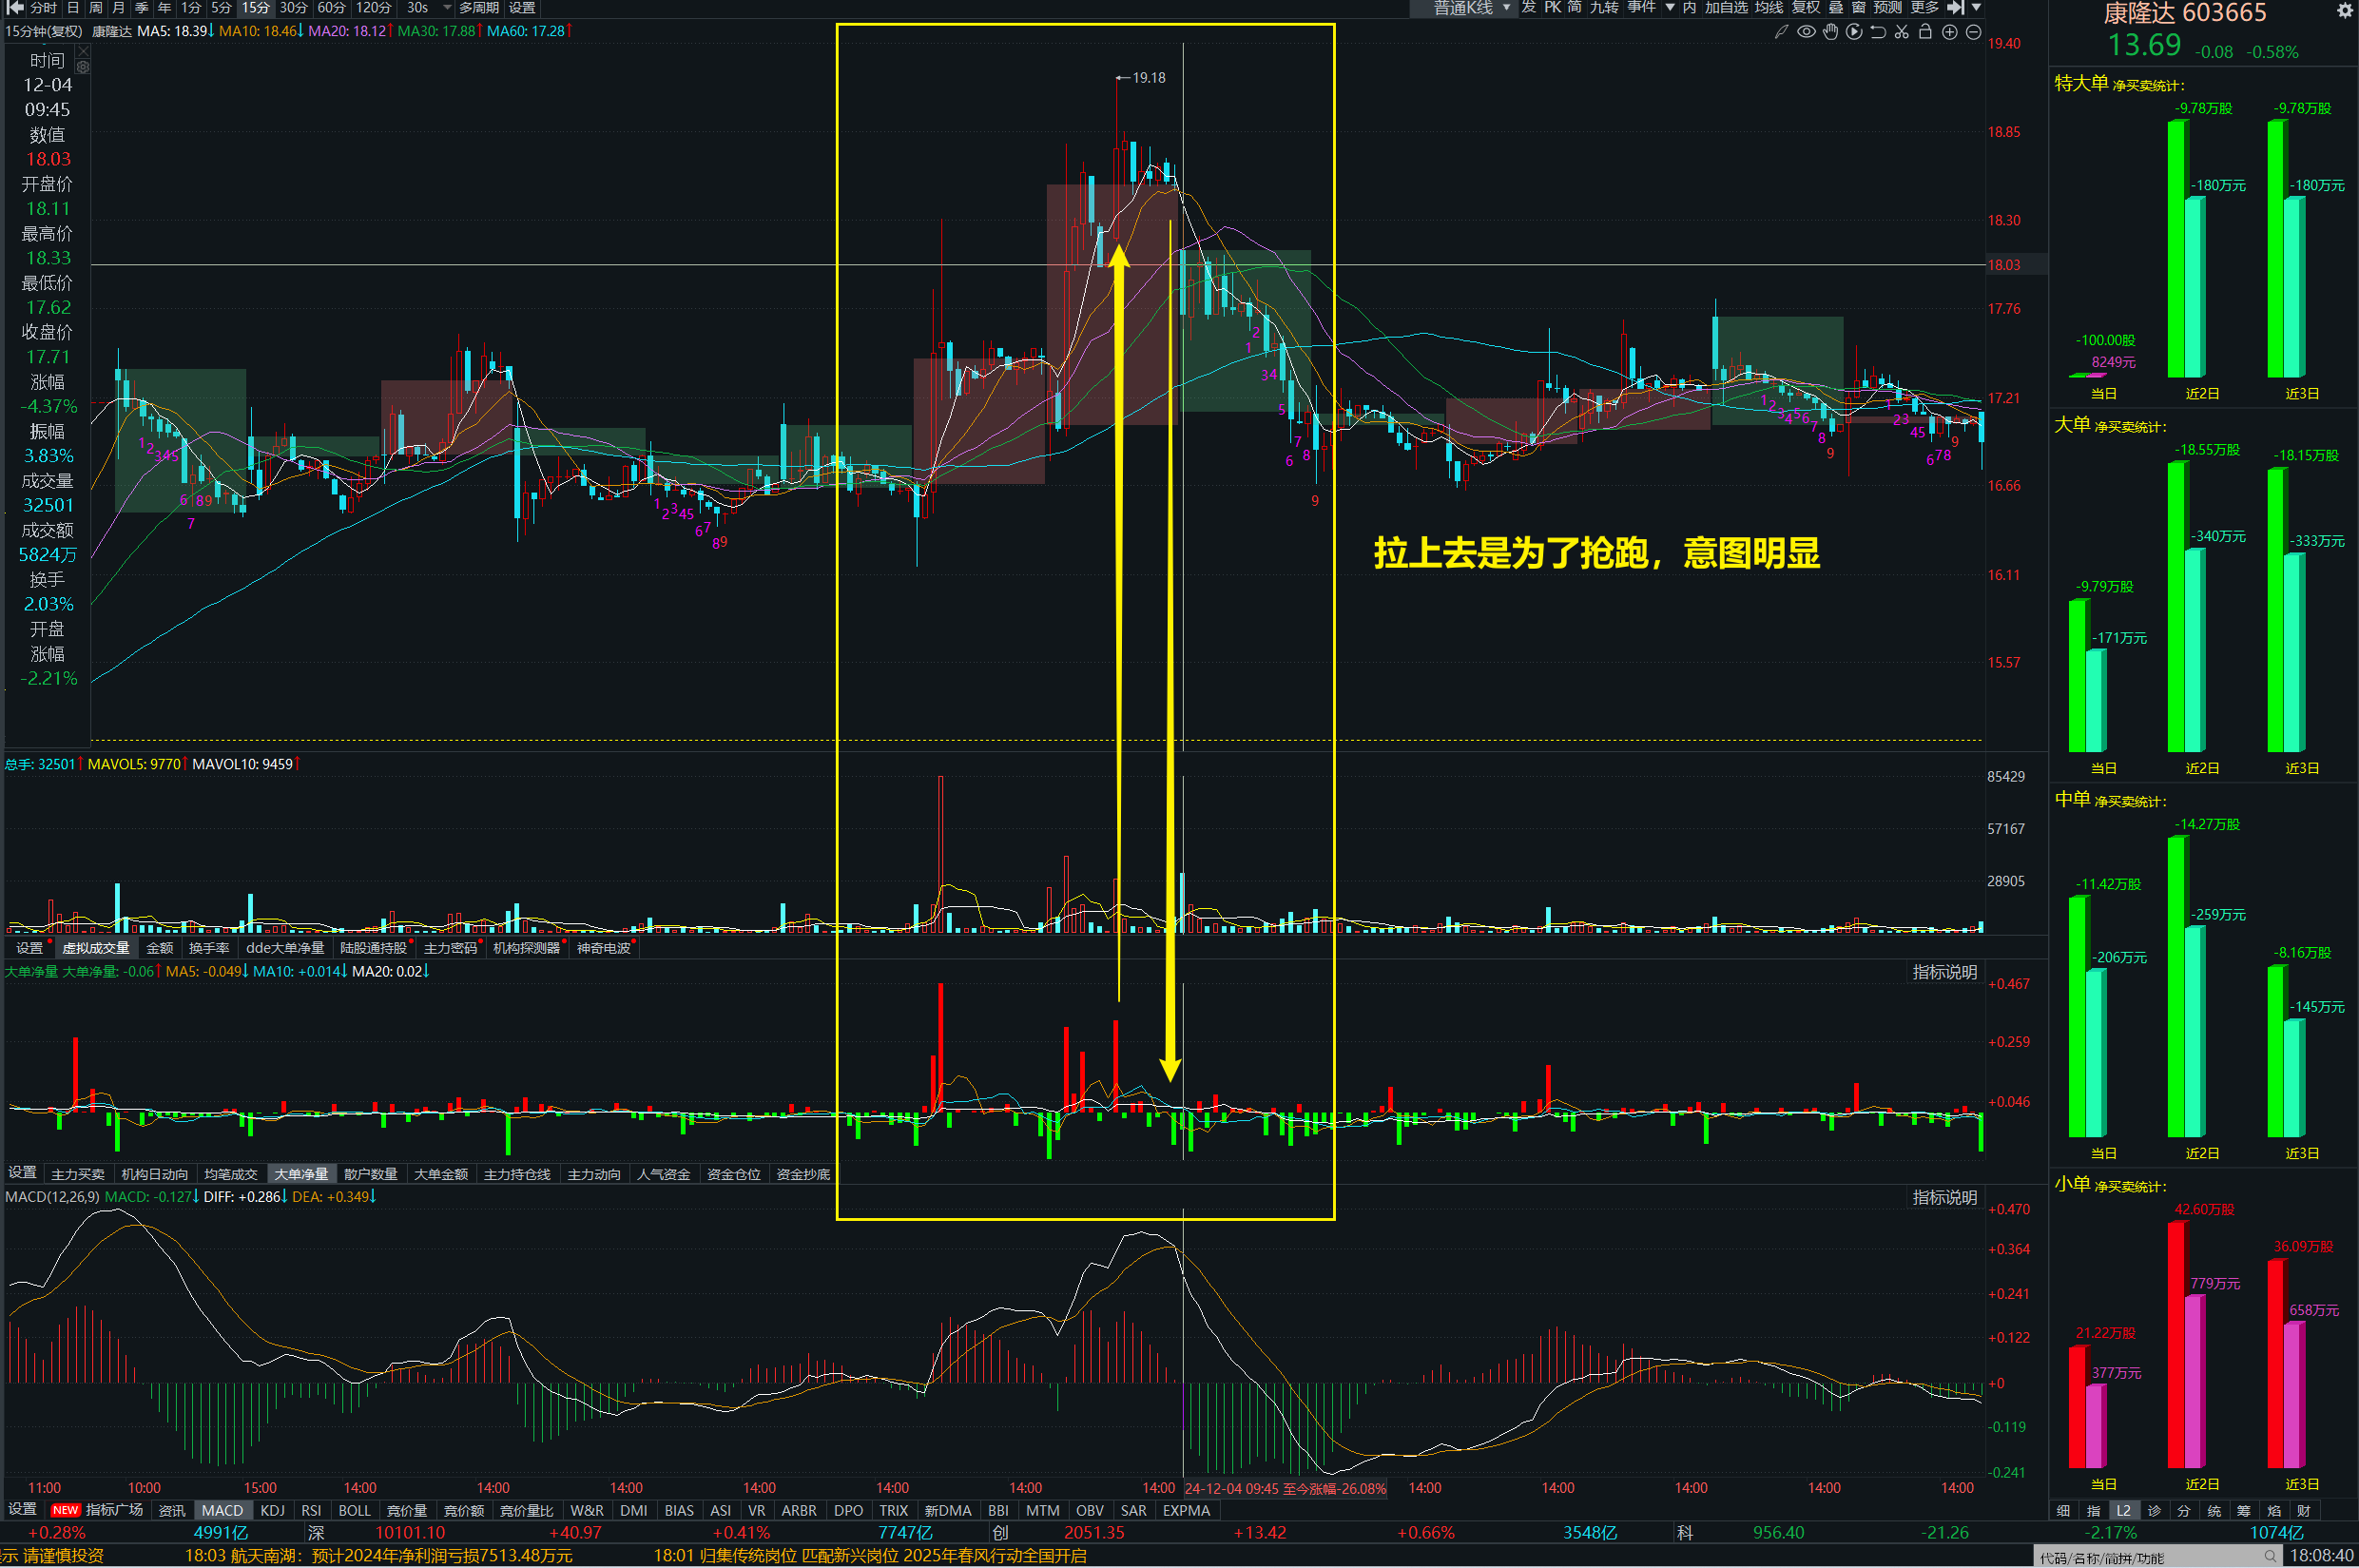 分时 日 周 月 季 年 1分 5分 15分 30分 60分 120分 30s 多周期 设置 普通K线 发 PK 简 九转 事件 内 加自选 均线 复权 叠 窗 预测 更多
15分钟(复权) 康隆达 MA5: 18.39↓ MA10: 18.46↓ MA20: 18.12↑ MA30: 17.88↑ MA60: 17.28↑
时间
12-04
09:45
数值
18.03
开盘价
18.11
最高价
18.33
最低价
17.62
收盘价
17.71
涨幅
-4.37%
振幅
3.83%
成交量
32501
成交额
5824万
换手
2.03%
开盘
涨幅
-2.21%
←19.18
19.40
18.85
18.30
18.03
17.76
17.21
16.66
16.11
15.57
拉上去是为了抢跑，意图明显
总手: 32501↑ MAVOL5: 9770↑ MAVOL10: 9459↑
85429
57167
28905
设置 虚拟成交量 金额 换手率 dde大单净量 陆股通持股 主力密码 机构探测器 神奇电波
大单净量 大单净量: -0.06↑ MA5: -0.049↓ MA10: +0.014↓ MA20: 0.02↓ 指标说明
+0.467
+0.259
+0.046
设置 主力买卖 机构日动向 均笔成交 大单净量 散户数量 大单金额 主力持仓线 主力动向 人气资金 资金仓位 资金抄底
MACD(12,26,9) MACD: -0.127↓ DIFF: +0.286↓ DEA: +0.349↓ 指标说明
+0.470
+0.364
+0.241
+0.122
+0
-0.119
-0.241
11:00 10:00 15:00 14:00 14:00 14:00 14:00 14:00 14:00 14:00 24-12-04 09:45 至今涨幅-26.08% 14:00 14:00 14:00 14:00 14:00
设置 NEW 指标广场 资讯 MACD KDJ RSI BOLL 竞价量 竞价额 竞价量比 W&R DMI BIAS ASI VR ARBR DPO TRIX 新DMA BBI MTM OBV SAR EXPMA
康隆达 603665
13.69 -0.08 -0.58%
特大单 净买卖统计:
-9.78万股 -9.78万股
-180万元 -180万元
-100.00股
8249元
当日 近2日 近3日
大单 净买卖统计:
-18.55万股 -18.15万股
-340万元 -333万元
-9.79万股
-171万元
当日 近2日 近3日
中单 净买卖统计:
-14.27万股
-11.42万股
-259万元
-206万元 -8.16万股
-145万元
当日 近2日 近3日
小单 净买卖统计:
42.60万股
36.09万股
779万元
658万元
21.22万股
377万元
当日 近2日 近3日
细 指 L2 诊 分 统 筹 焰 财
+0.28% 4991亿 深 10101.10 +40.97 +0.41% 7747亿 创 2051.35 +13.42 +0.66% 3548亿 科 956.40 -21.26 -2.17% 1074亿
示 请谨慎投资 18:03 航天南湖：预计2024年净利润亏损7513.48万元 18:01 归集传统岗位 匹配新兴岗位 2025年春风行动全国开启 代码/名称/简拼/功能 18:08:40